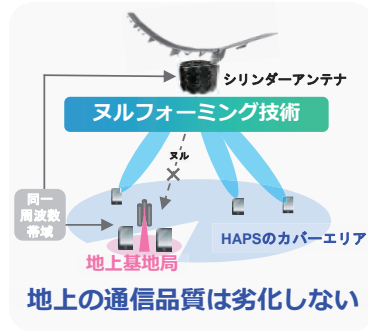 シリンダーアンテナ
ヌルフォーミング技術
ヌル
同一
周波数
帯域
HAPSのカバーエリア
地上基地局
地上の通信品質は劣化しない